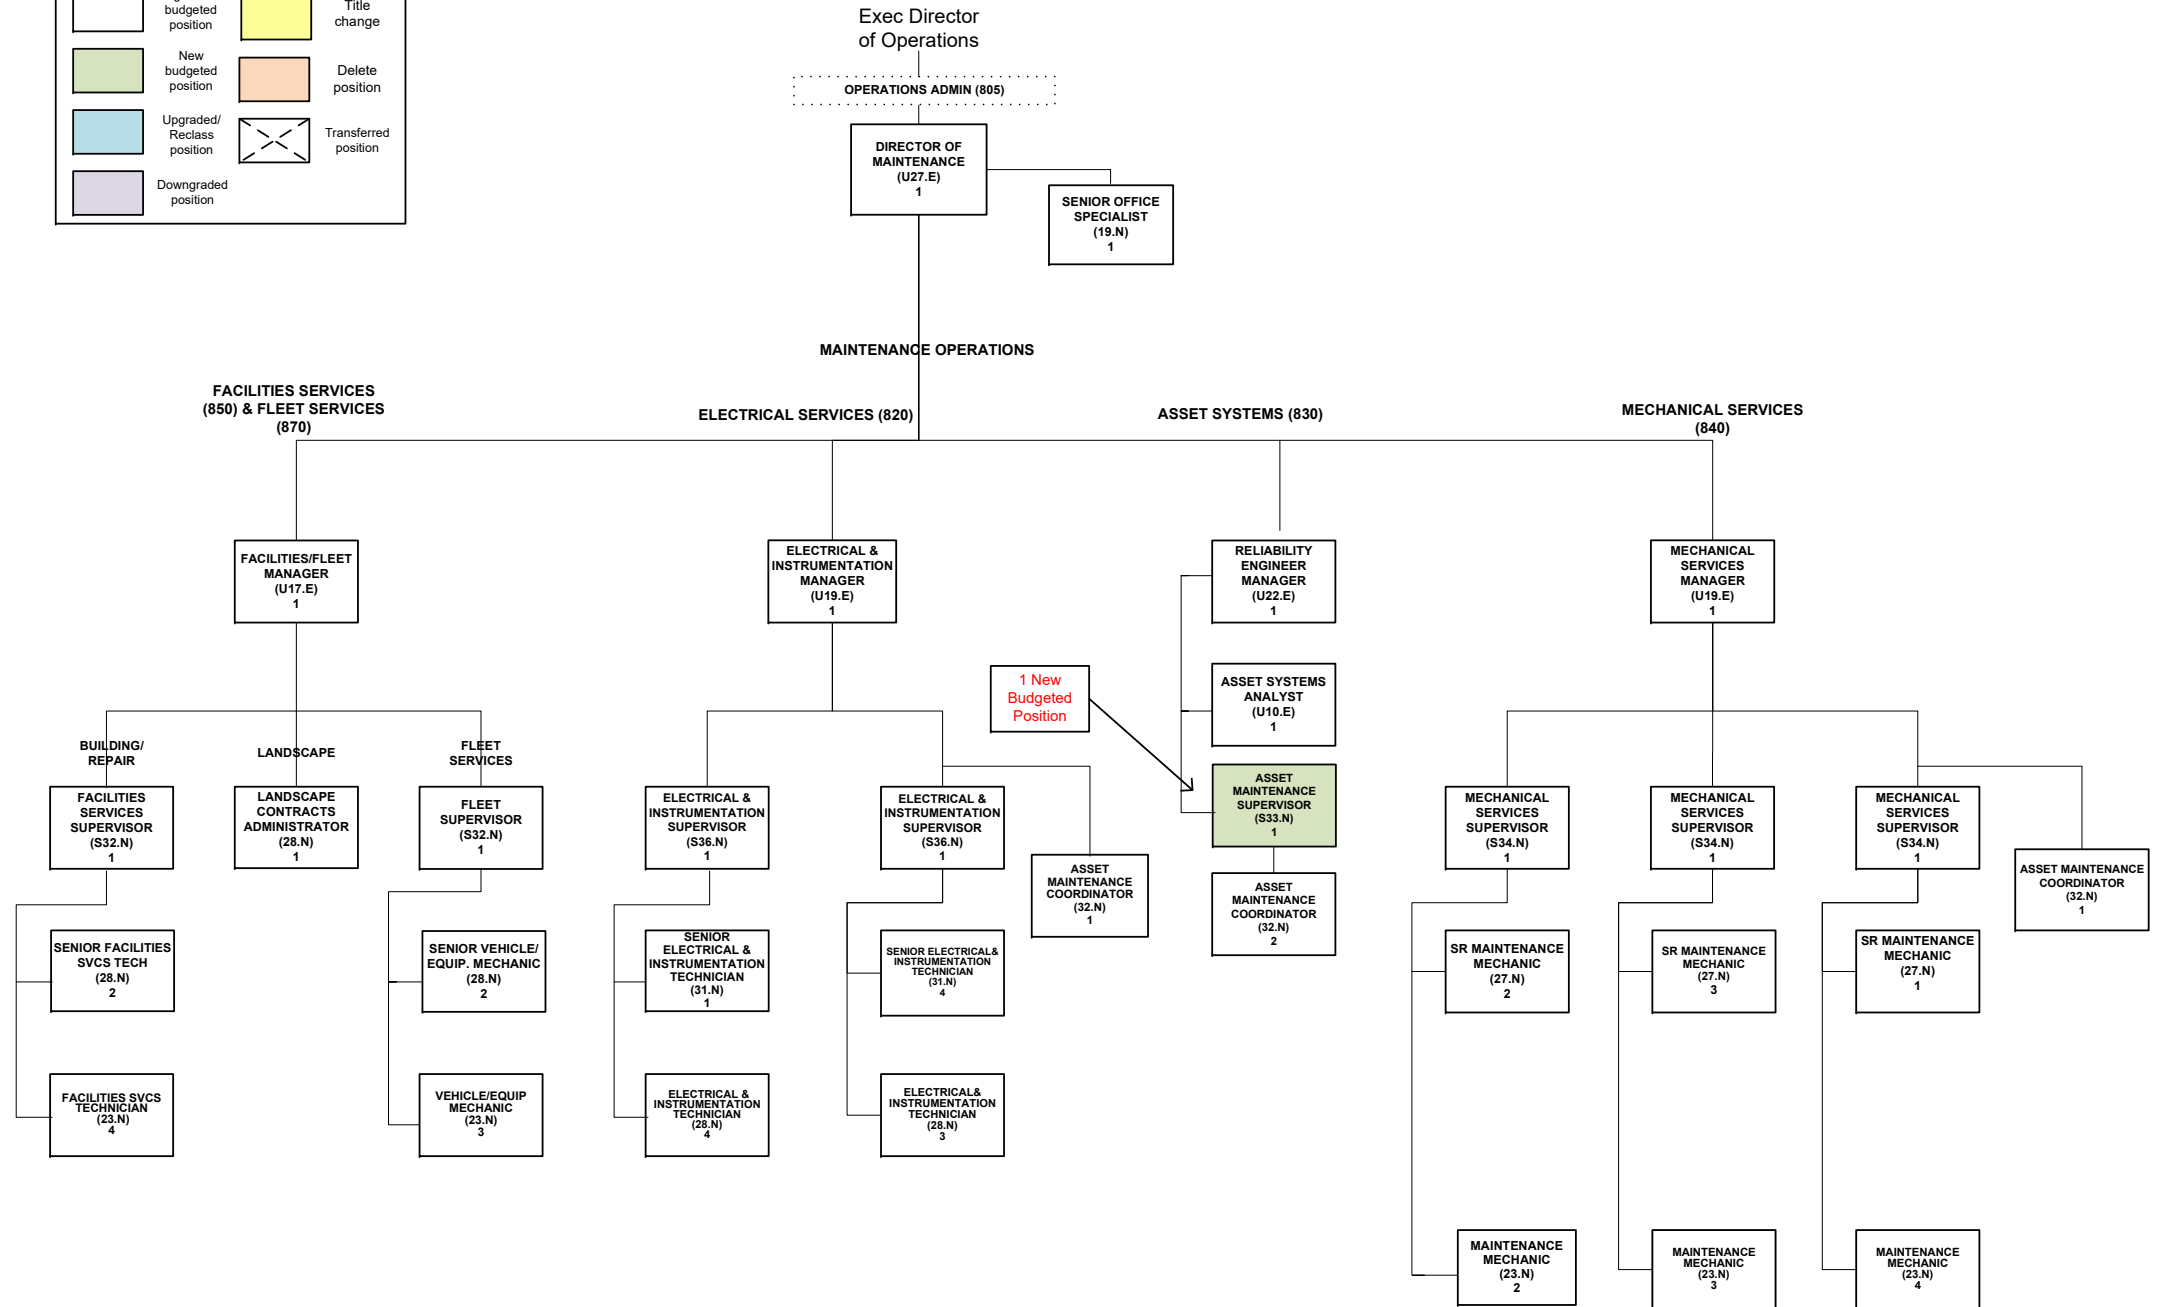 budgeted
position
Title
change
New
budgeted
position
Delete
position
Upgraded/
Reclass
position
Transferred
position
Downgraded
position
Exec Director
of Operations
OPERATIONS ADMIN (805)
DIRECTOR OF
MAINTENANCE
(U27.E)
1
SENIOR OFFICE
SPECIALIST
(19.N)
1
MAINTENANCE OPERATIONS
FACILITIES SERVICES
(850) & FLEET SERVICES
(870)
ELECTRICAL SERVICES (820)
ASSET SYSTEMS (830)
MECHANICAL SERVICES
(840)
FACILITIES/FLEET
MANAGER
(U17.E)
1
ELECTRICAL &
INSTRUMENTATION
MANAGER
(U19.E)
1
RELIABILITY
ENGINEER
MANAGER
(U22.E)
1
MECHANICAL
SERVICES
MANAGER
(U19.E)
1
1 New
Budgeted
Position
ASSET SYSTEMS
ANALYST
(U10.E)
1
BUILDING/
REPAIR
LANDSCAPE
FLEET
SERVICES
FACILITIES
SERVICES
SUPERVISOR
(S32.N)
1
LANDSCAPE
CONTRACTS
ADMINISTRATOR
(28.N)
1
FLEET
SUPERVISOR
(S32.N)
1
ELECTRICAL &
INSTRUMENTATION
SUPERVISOR
(S36.N)
1
ELECTRICAL &
INSTRUMENTATION
SUPERVISOR
(S36.N)
1
ASSET
MAINTENANCE
COORDINATOR
(32.N)
1
ASSET
MAINTENANCE
SUPERVISOR
(S33.N)
1
ASSET
MAINTENANCE
COORDINATOR
(32.N)
2
MECHANICAL
SERVICES
SUPERVISOR
(S34.N)
1
MECHANICAL
SERVICES
SUPERVISOR
(S34.N)
1
MECHANICAL
SERVICES
SUPERVISOR
(S34.N)
1
ASSET MAINTENANCE
COORDINATOR
(32.N)
1
SENIOR FACILITIES
SVCS TECH
(28.N)
2
SENIOR VEHICLE/
EQUIP. MECHANIC
(28.N)
2
SENIOR
ELECTRICAL &
INSTRUMENTATION
TECHNICIAN
(31.N)
1
SENIOR ELECTRICAL&
INSTRUMENTATION
TECHNICIAN
(31.N)
4
SR MAINTENANCE
MECHANIC
(27.N)
2
SR MAINTENANCE
MECHANIC
(27.N)
3
SR MAINTENANCE
MECHANIC
(27.N)
1
FACILITIES SVCS
TECHNICIAN
(23.N)
4
VEHICLE/EQUIP
MECHANIC
(23.N)
3
ELECTRICAL &
INSTRUMENTATION
TECHNICIAN
(28.N)
4
ELECTRICAL&
INSTRUMENTATION
TECHNICIAN
(28.N)
3
MAINTENANCE
MECHANIC
(23.N)
2
MAINTENANCE
MECHANIC
(23.N)
3
MAINTENANCE
MECHANIC
(23.N)
4